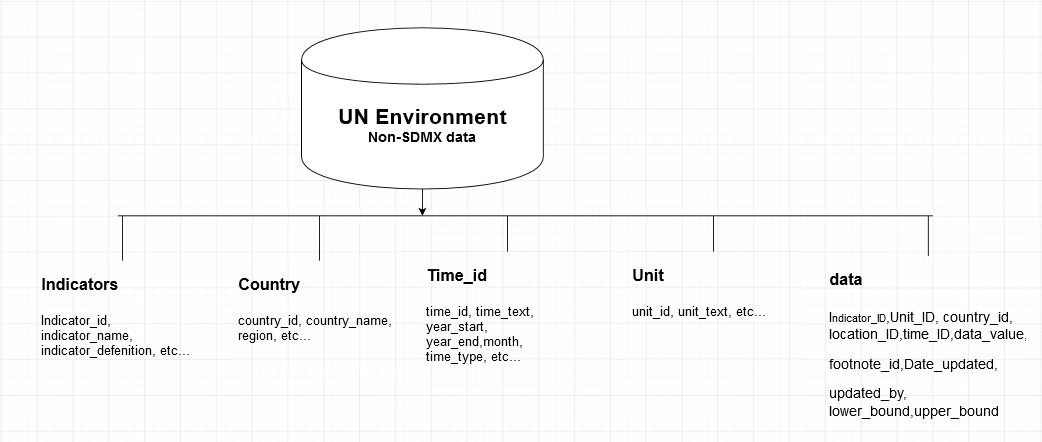 UN Environment
Non-SDMX data
Indicators
Indicator_id,
indicator_name,
indicator_defenition, etc...
Country
country_id, country_name,
region, etc...
Time_id
time_id, time_text,
year_start,
year_end,month,
time_type, etc...
Unit
unit_id, unit_text, etc...
data
Indicator_ID,Unit_ID, country_id,
location_ID,time_ID,data_value,
footnote_id,Date_updated,
updated_by,
lower_bound,upper_bound